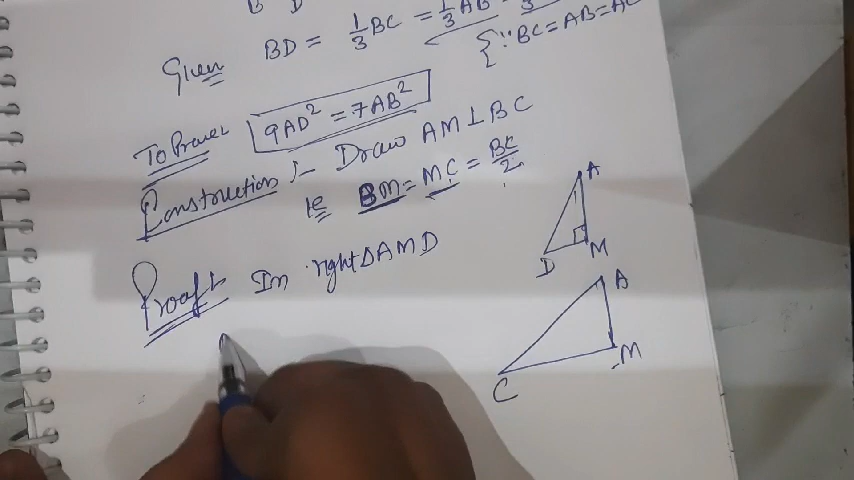 B D
Given BD = 1/3 BC = 1/3 AB
{∵ BC = AB = AC
To Prove 9AD² = 7AB²
Construction :- Draw AM ⊥ BC
ie BM = MC = BC/2
Proof In right Δ AMD
A
D M
A
C M